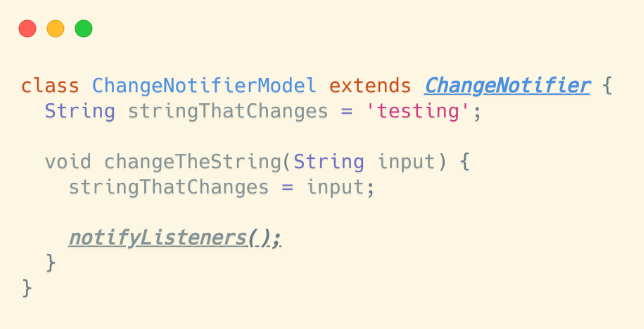 class ChangeNotifierModel extends ChangeNotifier {
  String stringThatChanges = 'testing';
  void changeTheString(String input) {
    stringThatChanges = input;
    notifyListeners();
  }
}